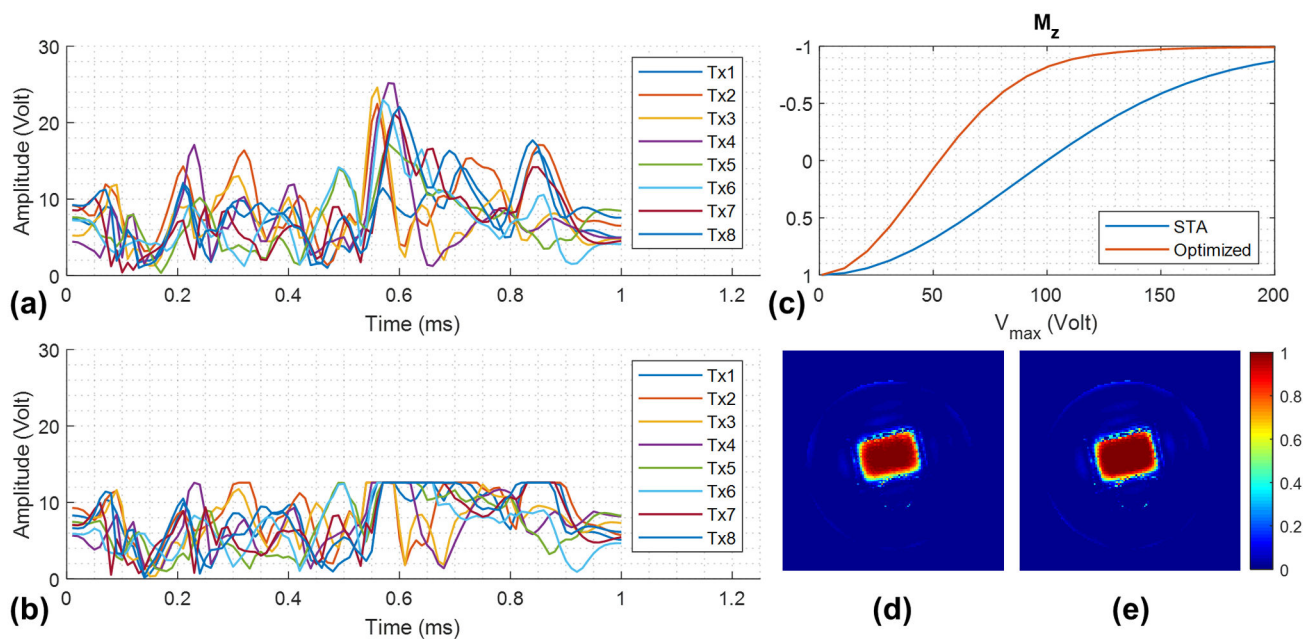 30
20
10
0
Amplitude (Volt)
Tx1
Tx2
Tx3
Tx4
Tx5
Tx6
Tx7
Tx8
0 0.2 0.4 0.6 0.8 1 1.2
Time (ms)
(a)
M_z
-1
-0.5
0
0.5
1
STA
Optimized
0 50 100 150 200
V_max (Volt)
(c)
30
20
10
0
Amplitude (Volt)
Tx1
Tx2
Tx3
Tx4
Tx5
Tx6
Tx7
Tx8
0 0.2 0.4 0.6 0.8 1 1.2
Time (ms)
(b)
1
0.8
0.6
0.4
0.2
0
(d) (e)